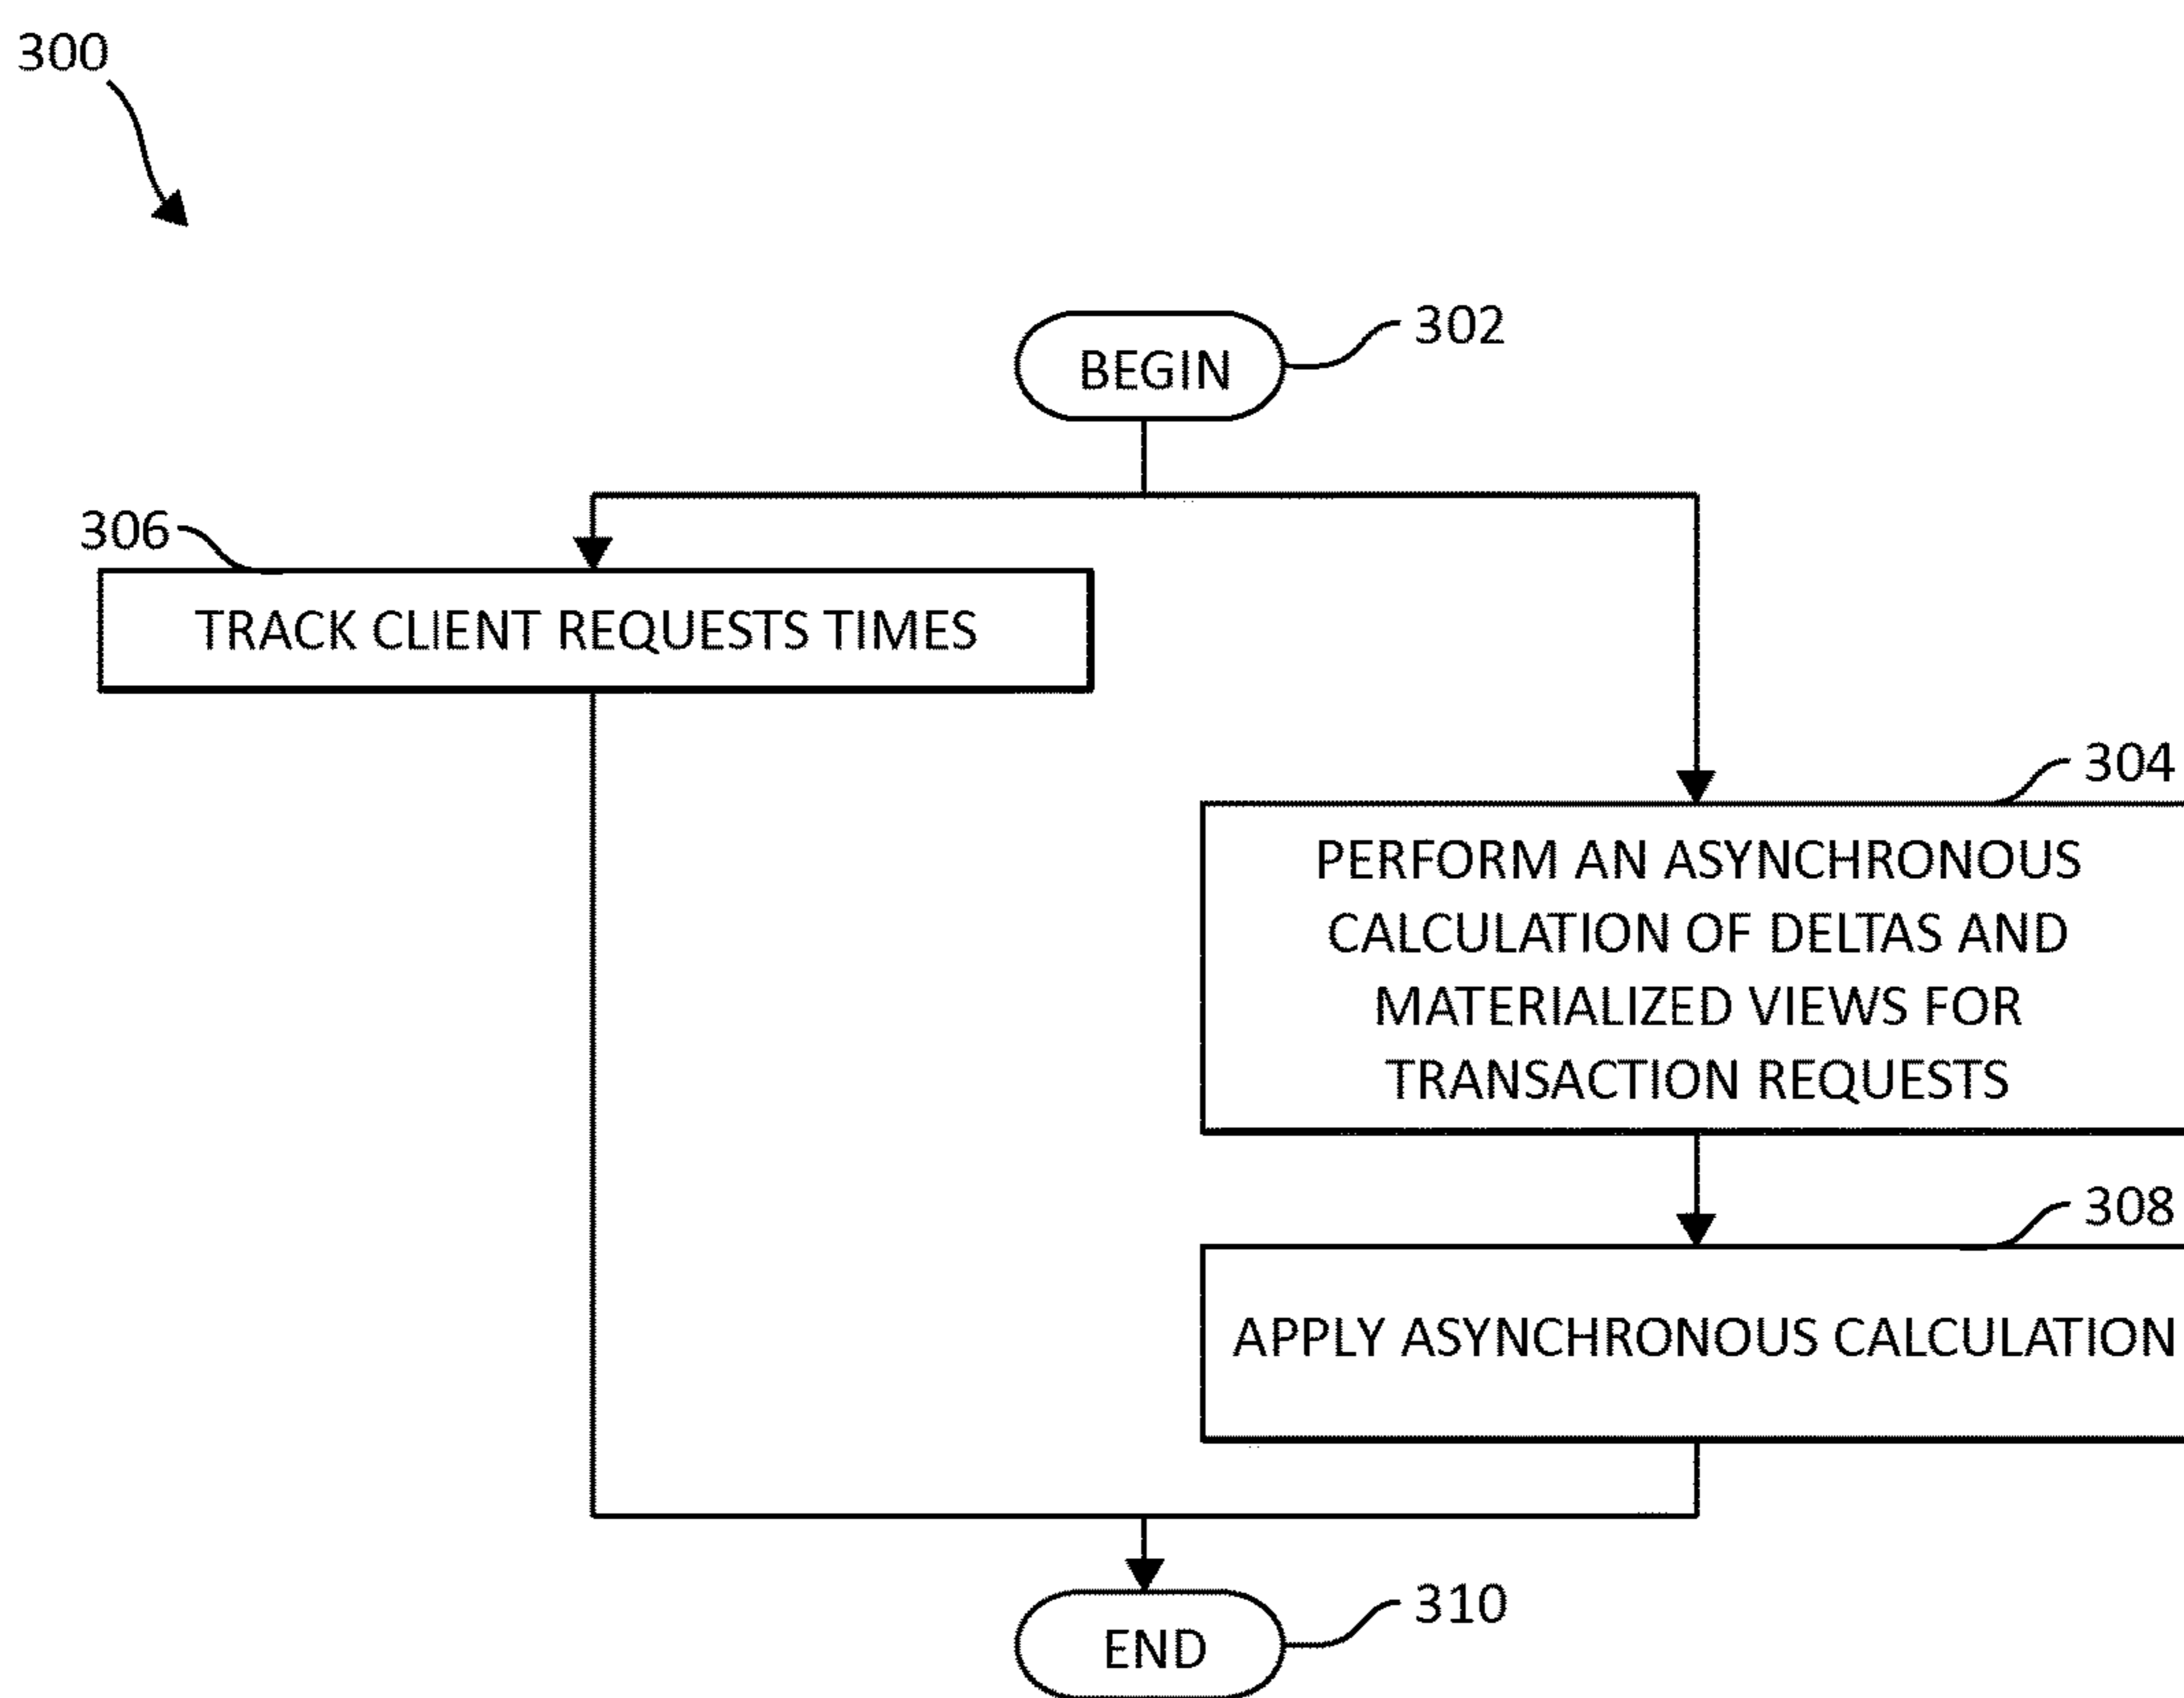 300
302
BEGIN
306
TRACK CLIENT REQUESTS TIMES
304
PERFORM AN ASYNCHRONOUS
CALCULATION OF DELTAS AND
MATERIALIZED VIEWS FOR
TRANSACTION REQUESTS
308
APPLY ASYNCHRONOUS CALCULATION
310
END